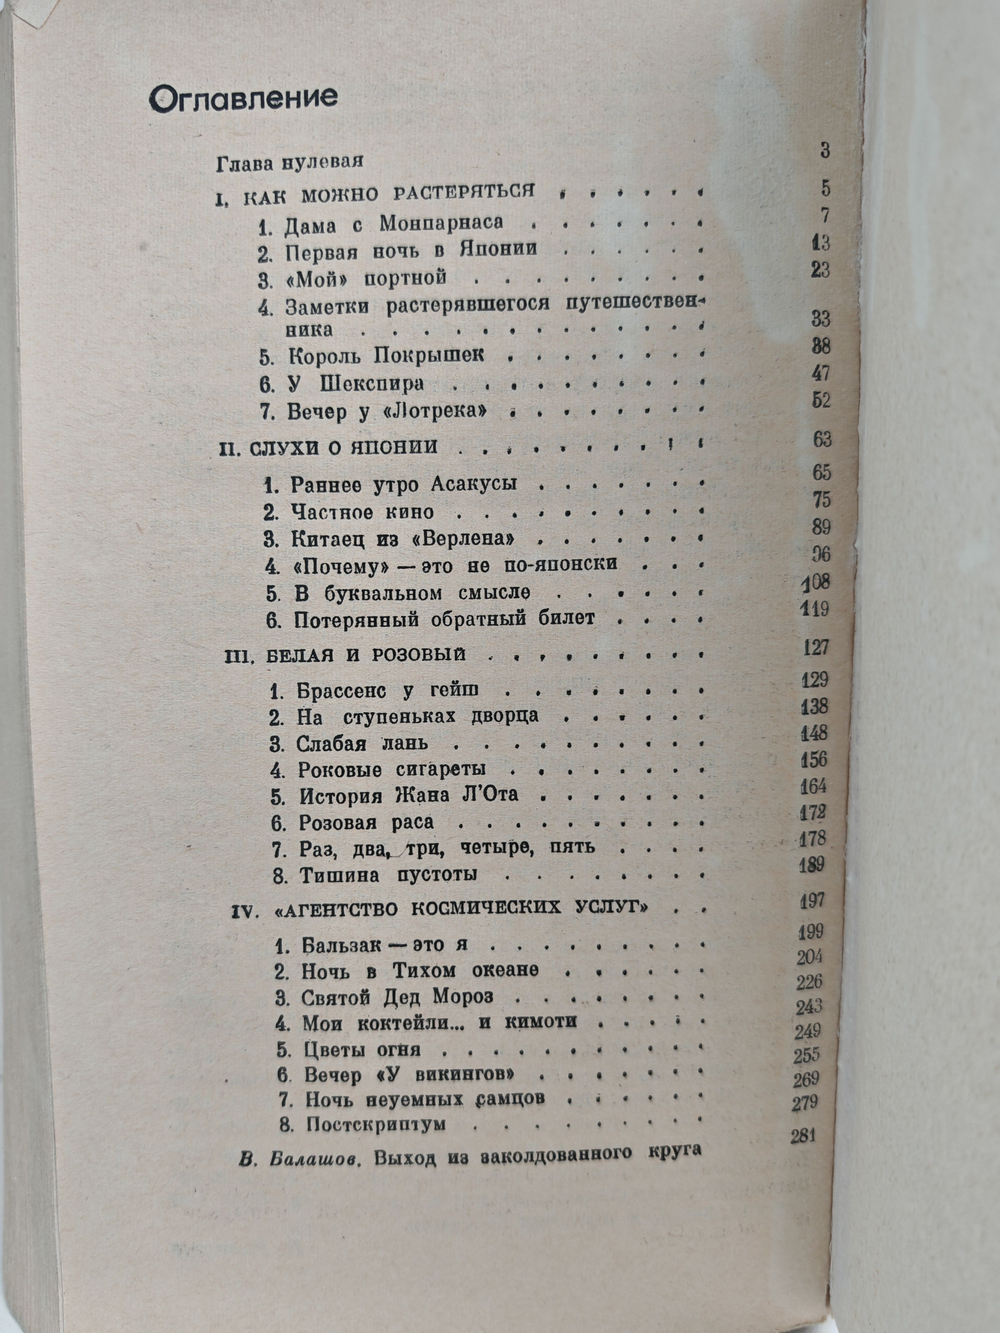 Оглавление
Глава нулевая 3
I. КАК МОЖНО РАСТЕРЯТЬСЯ . . . . . . 5
1. Дама с Монпарнаса . . . . . . . 7
2. Первая ночь в Японии . . . . . . 13
3. «Мой» портной . . . . . . . . . 23
4. Заметки растерявшегося путешествен-
ника . . . . . . . . . . . . 33
5. Король Покрышек . . . . . . . . 38
6. У Шекспира . . . . . . . . . . 47
7. Вечер у «Лотрека» . . . . . . . . 52
II. СЛУХИ О ЯПОНИИ . . . . . . . . . . 63
1. Раннее утро Асакусы . . . . . . . 65
2. Частное кино . . . . . . . . . . 75
3. Китаец из «Верлена» . . . . . . . 89
4. «Почему» — это не по-японски . . . 96
5. В буквальном смысле . . . . . . 108
6. Потерянный обратный билет . . . . 119
III. БЕЛАЯ И РОЗОВЫЙ . . . . . . . . . 127
1. Брассенс у гейш . . . . . . . . 129
2. На ступеньках дворца . . . . . . 138
3. Слабая лань . . . . . . . . . . 148
4. Роковые сигареты . . . . . . . . 156
5. История Жана Л’Ота . . . . . . . 164
6. Розовая раса . . . . . . . . . . 172
7. Раз, два, три, четыре, пять . . . . 178
8. Тишина пустоты . . . . . . . . 189
IV. «АГЕНТСТВО КОСМИЧЕСКИХ УСЛУГ» . . 197
1. Бальзак — это я . . . . . . . . . 199
2. Ночь в Тихом океане . . . . . . 204
3. Святой Дед Мороз . . . . . . . . 226
4. Мои коктейли... и кимоти . . . . . 243
5. Цветы огня . . . . . . . . . . . 249
6. Вечер «У викингов» . . . . . . . 255
7. Ночь неуемных самцов . . . . . . 269
8. Постскриптум . . . . . . . . . 279
В. Балашов. Выход из заколдованного круга 281